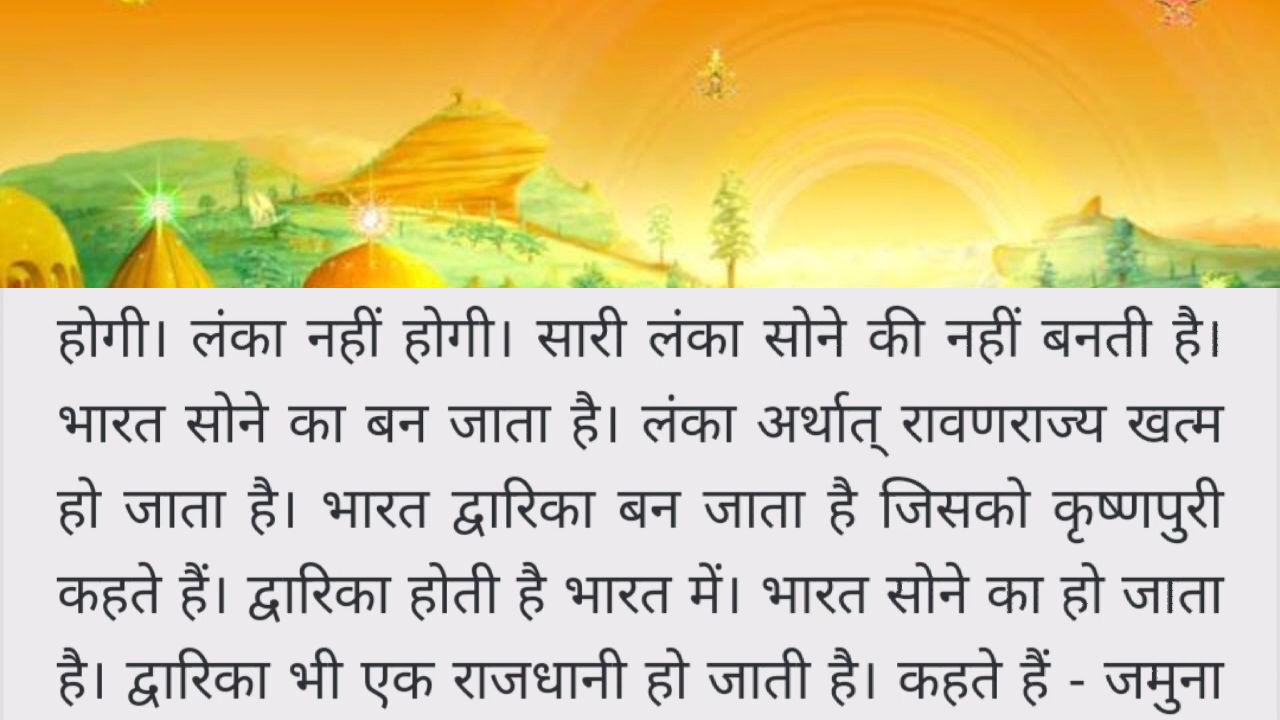 होगी। लंका नहीं होगी। सारी लंका सोने की नहीं बनती है।
भारत सोने का बन जाता है। लंका अर्थात् रावणराज्य खत्म
हो जाता है। भारत द्वारिका बन जाता है जिसको कृष्णपुरी
कहते हैं। द्वारिका होती है भारत में। भारत सोने का हो जाता
है। द्वारिका भी एक राजधानी हो जाती है। कहते हैं - जमुना